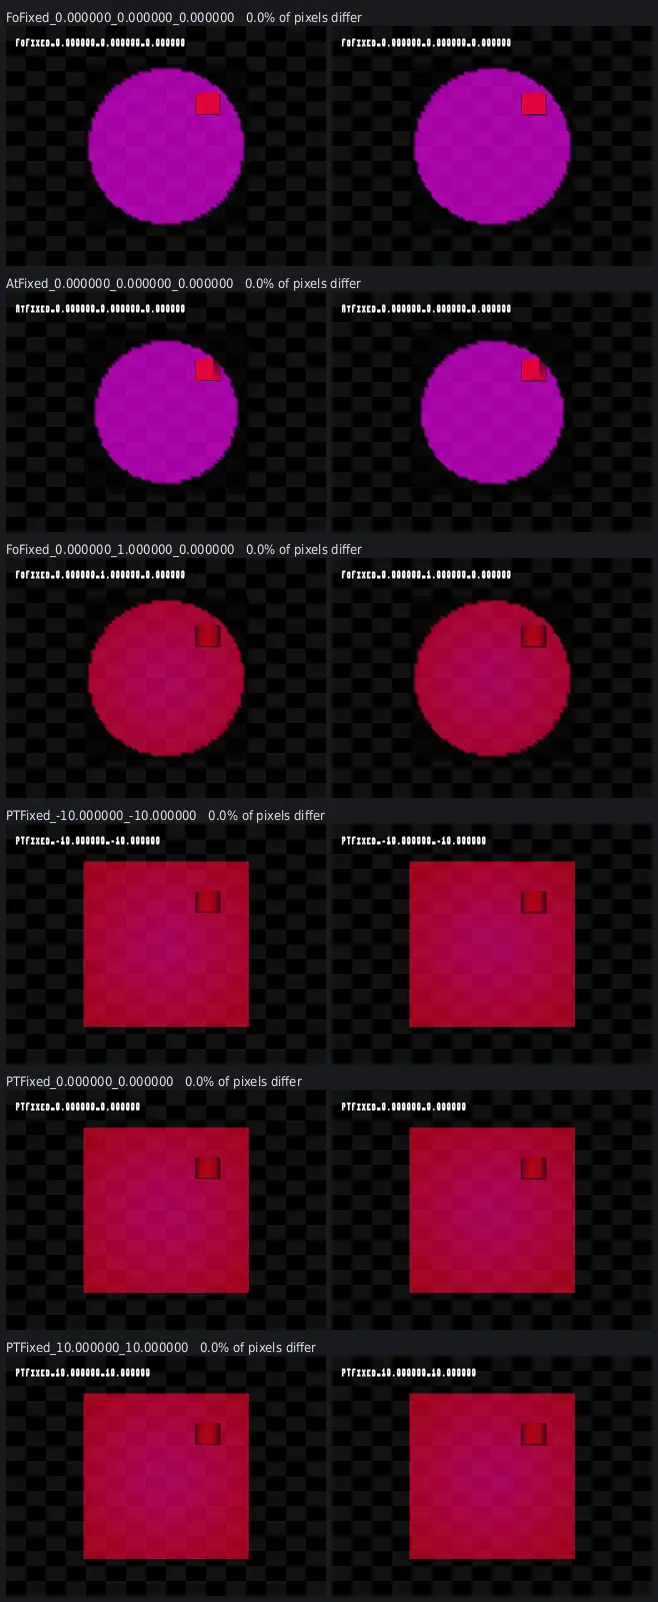 FoFixed_0.000000_0.000000_0.000000 0.0% of pixels differ
FoFixed_0.000000_0.000000_0.000000 FoFixed_0.000000_0.000000_0.000000
AtFixed_0.000000_0.000000_0.000000 0.0% of pixels differ
AtFixed_0.000000_0.000000_0.000000 AtFixed_0.000000_0.000000_0.000000
FoFixed_0.000000_1.000000_0.000000 0.0% of pixels differ
FoFixed_0.000000_1.000000_0.000000 FoFixed_0.000000_1.000000_0.000000
PTFixed_-10.000000_-10.000000 0.0% of pixels differ
PTFixed_-10.000000_-10.000000 PTFixed_-10.000000_-10.000000
PTFixed_0.000000_0.000000 0.0% of pixels differ
PTFixed_0.000000_0.000000 PTFixed_0.000000_0.000000
PTFixed_10.000000_10.000000 0.0% of pixels differ
PTFixed_10.000000_10.000000 PTFixed_10.000000_10.000000